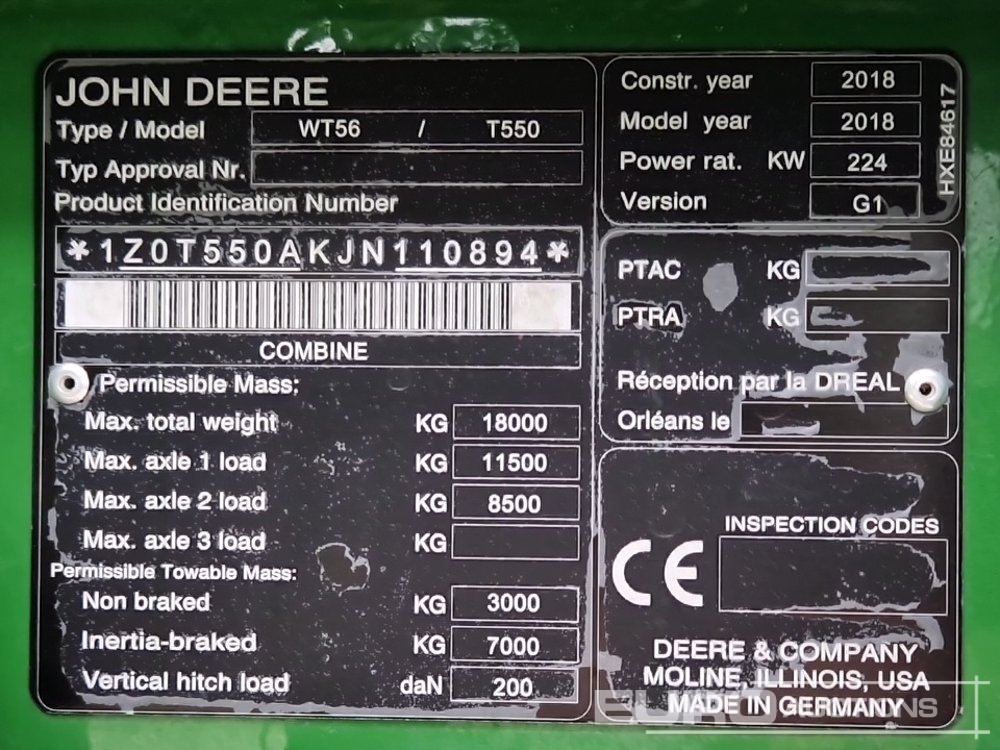 JOHN DEERE
Type / Model WT56 / T550
Typ Approval Nr.
Product Identification Number
*1Z0T550AKJN110894*
COMBINE
Permissible Mass:
Max. total weight KG 18000
Max. axle 1 load KG 11500
Max. axle 2 load KG 8500
Max. axle 3 load KG
Permissible Towable Mass:
Non braked KG 3000
Inertia-braked KG 7000
Vertical hitch load daN 200
Constr. year 2018
Model year 2018
Power rat. KW 224
Version G1
HXE84617
PTAC KG
PTRA KG
Réception par la DREAL
Orléans le
INSPECTION CODES
CE
DEERE & COMPANY
MOLINE, ILLINOIS, USA
MADE IN GERMANY
EURO AUCTIONS